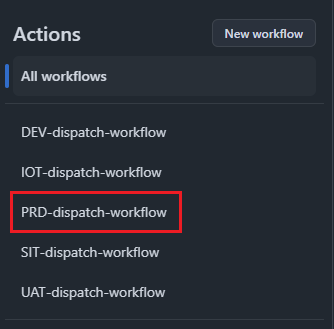 Actions
New workflow
All workflows
DEV-dispatch-workflow
IOT-dispatch-workflow
PRD-dispatch-workflow
SIT-dispatch-workflow
UAT-dispatch-workflow